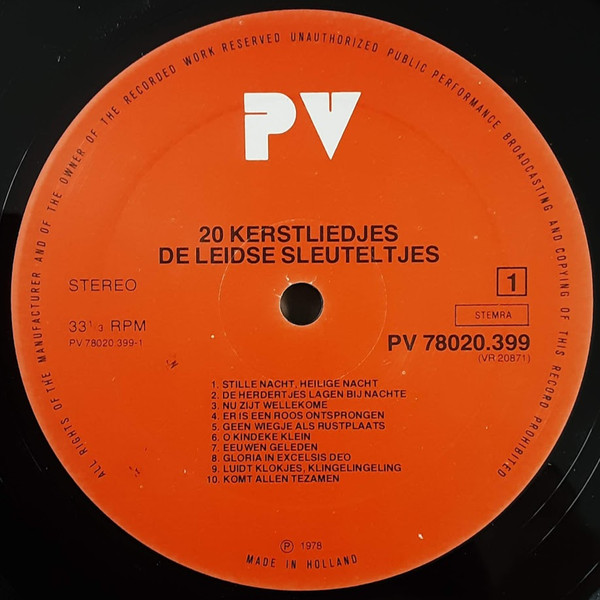 ALL RIGHTS OF THE MANUFACTURER AND OF THE OWNER OF THE RECORDED WORK RESERVED UNAUTHORIZED PUBLIC PERFORMANCE BROADCASTING AND COPYING OF THIS RECORD PROHIBITED
PV
20 KERSTLIEDJES
DE LEIDSE SLEUTELTJES
STEREO
1
33 1/3 RPM
STEMRA
PV 78020.399-1
PV 78020.399
(VR 20871)
1. STILLE NACHT, HEILIGE NACHT
2. DE HERDERTJES LAGEN BIJ NACHTE
3. NU ZIJT WELLEKOME
4. ER IS EEN ROOS ONTSPRONGEN
5. GEEN WIEGJE ALS RUSTPLAATS
6. O KINDEKE KLEIN
7. EEUWEN GELEDEN
8. GLORIA IN EXCELSIS DEO
9. LUIDT KLOKJES, KLINGELINGELING
10. KOMT ALLEN TEZAMEN
℗ 1978
MADE IN HOLLAND